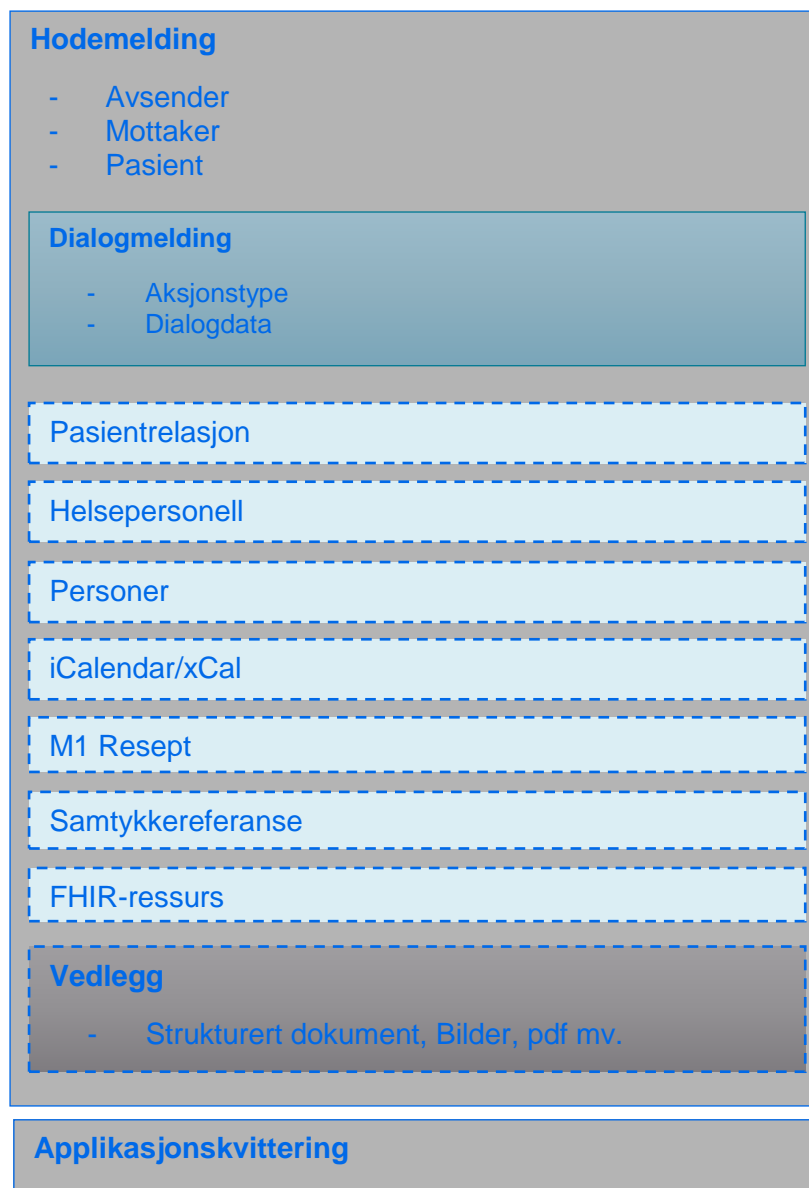 Hodemelding
- Avsender
- Mottaker
- Pasient
Dialogmelding
- Aksjonstype
- Dialogdata
Pasientrelasjon
Helsepersonell
Personer
iCalendar/xCal
M1 Resept
Samtykkereferanse
FHIR-ressurs
Vedlegg
- Strukturert dokument, Bilder, pdf mv.
Applikasjonskvittering